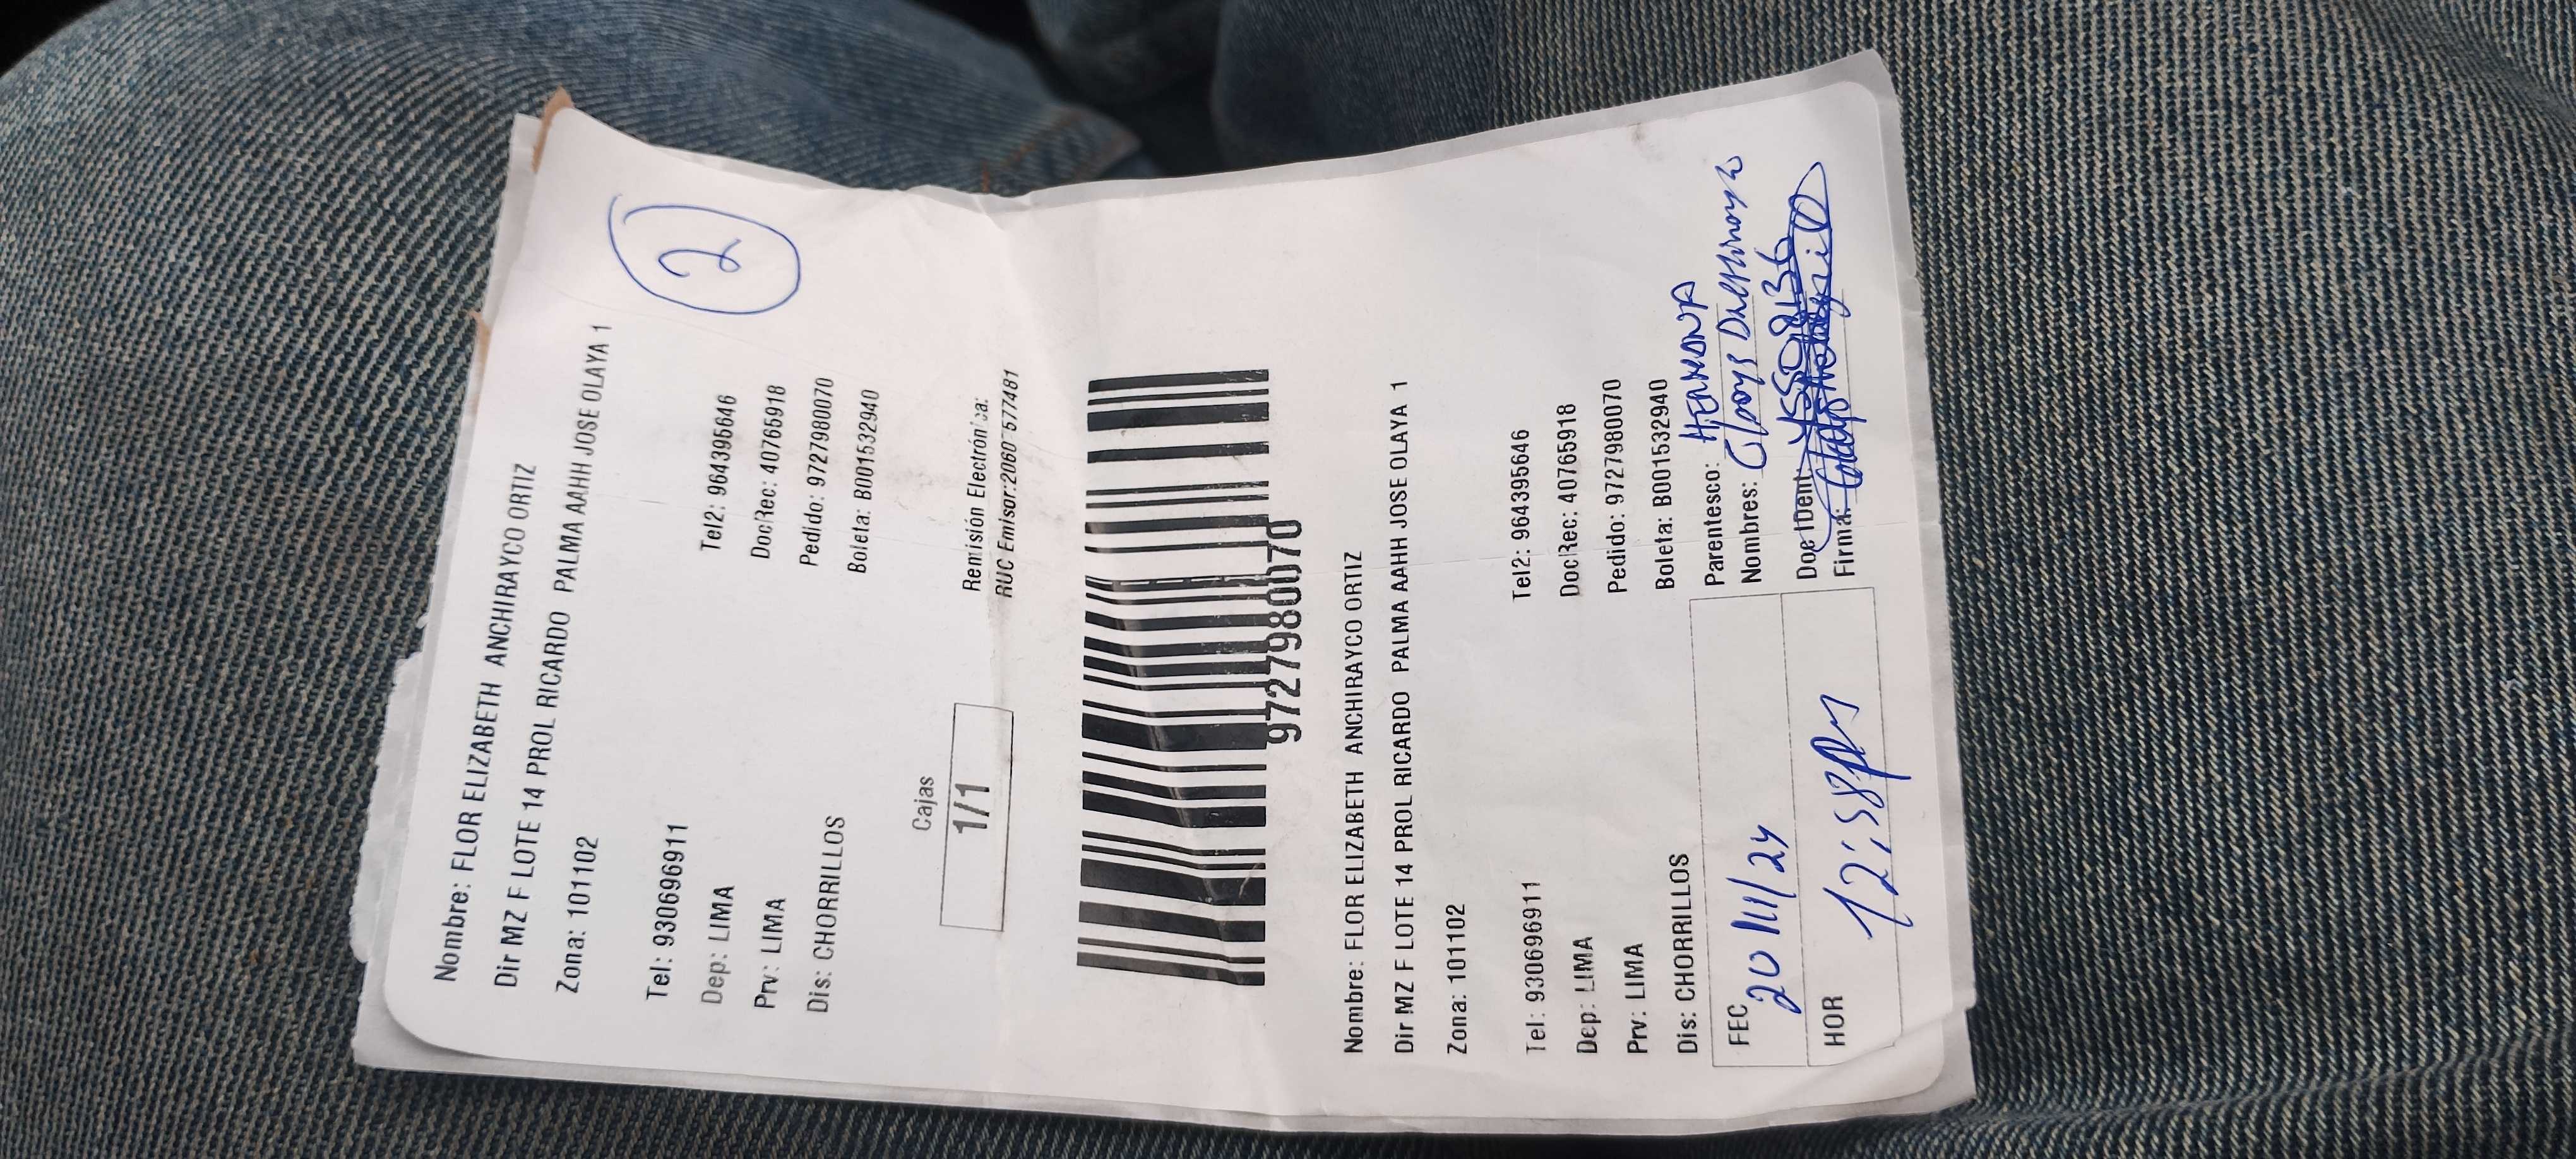 Nombre: FLOR ELIZABETH ANCHIRAYCO ORTIZ
Dir MZ F LOTE 14 PROL RICARDO PALMA AAHH JOSE OLAYA 1
Zona: 101102
2
Tel: 930696911 Tel2: 964395646
Dep: LIMA DocRec: 40765918
Prv: LIMA Pedido: 9727980070
Dis: CHORRILLOS Boleta: B001532940
Cajas
1/1
Remisión Electrónica:
RUC Emisor:
9727980070
Nombre: FLOR ELIZABETH ANCHIRAYCO ORTIZ
Dir MZ F LOTE 14 PROL RICARDO PALMA AAHH JOSE OLAYA 1
Zona: 101102
Tel: 930696911 Tel2: 964395646
Dep: LIMA DocRec: 40765918
Prv: LIMA Pedido: 97279800070
Dis: CHORRILLOS Boleta: B001532940
FEC 20/11/24
HOR 12:58pm
Parentesco: HERMANA
Nombres: Gladys
Doc IDent:
Firma: